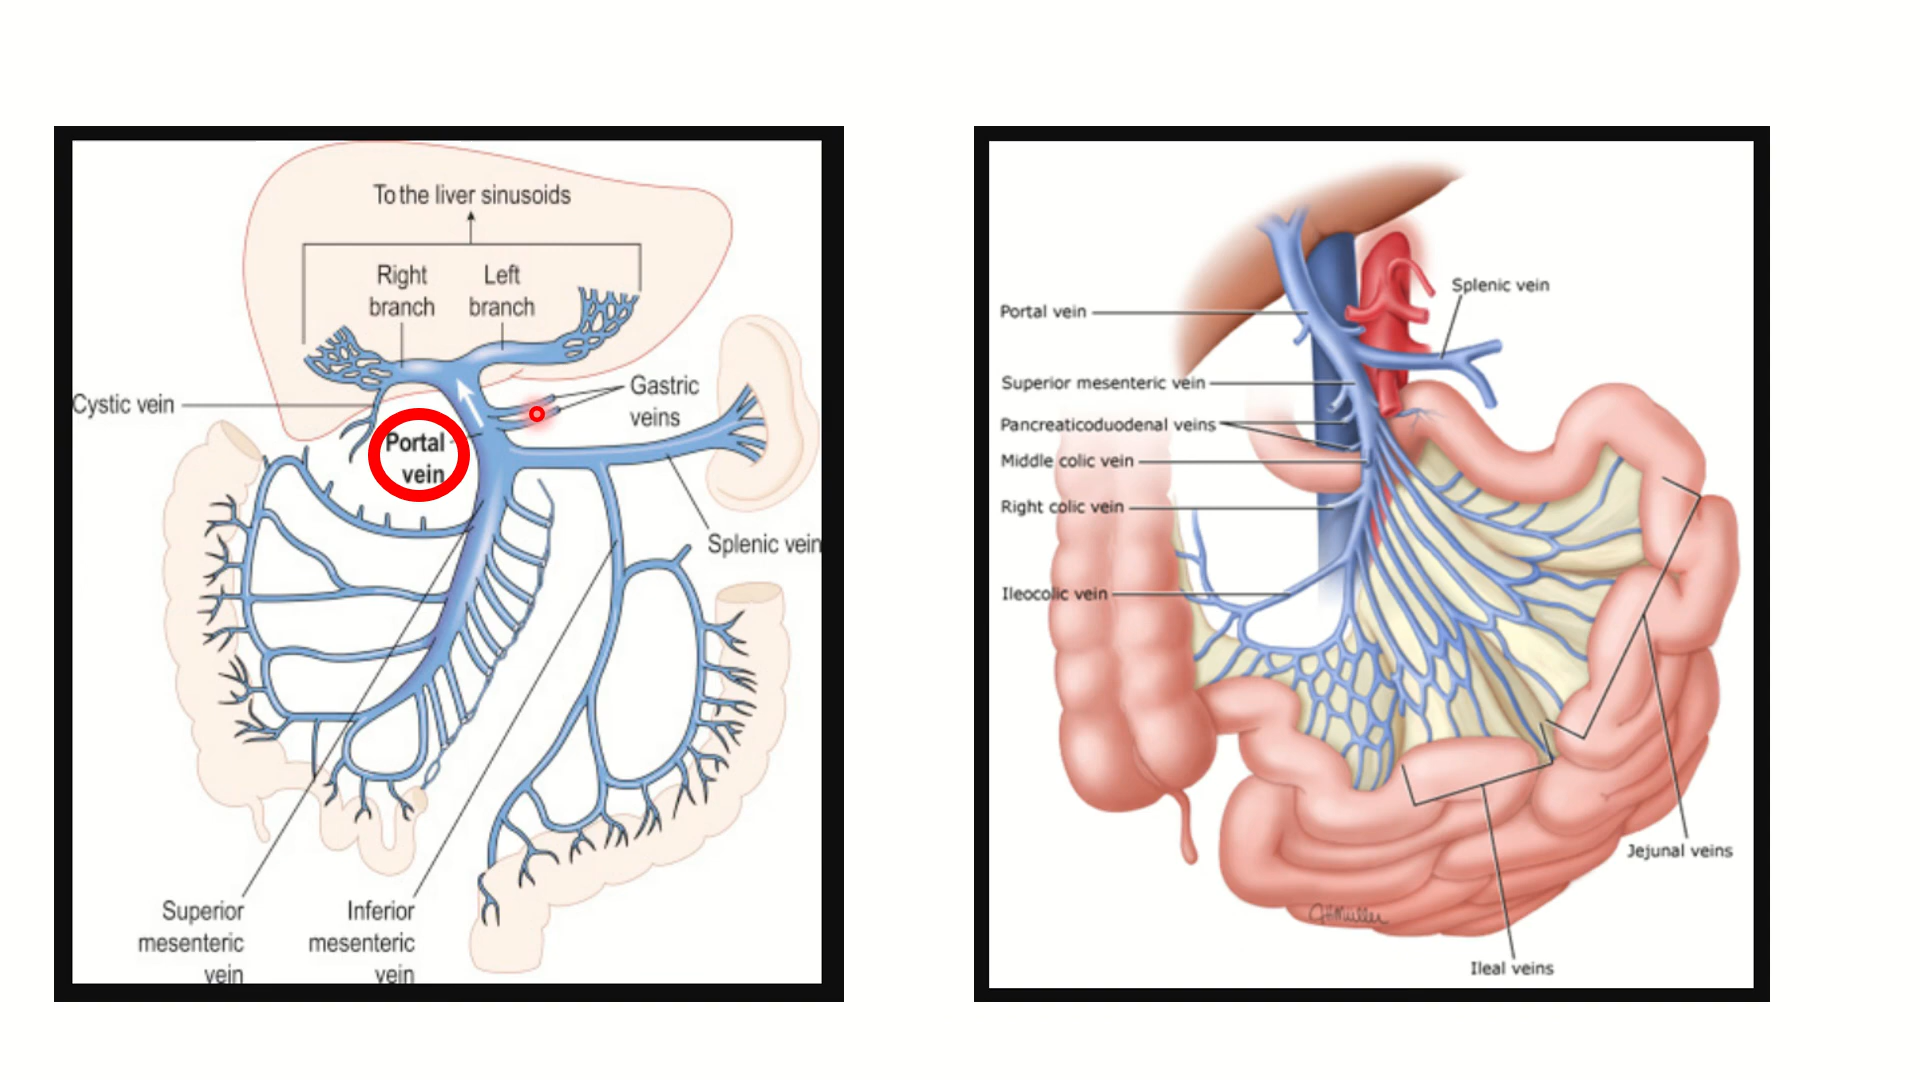 To the liver sinusoids
Right
branch
Left
branch
Cystic vein
Gastric
veins
Portal
vein
Splenic vein
Superior
mesenteric
vein
Inferior
mesenteric
vein
Splenic vein
Portal vein
Superior mesenteric vein
Pancreaticoduodenal veins
Middle colic vein
Right colic vein
Ileocolic vein
Jejunal veins
Ileal veins